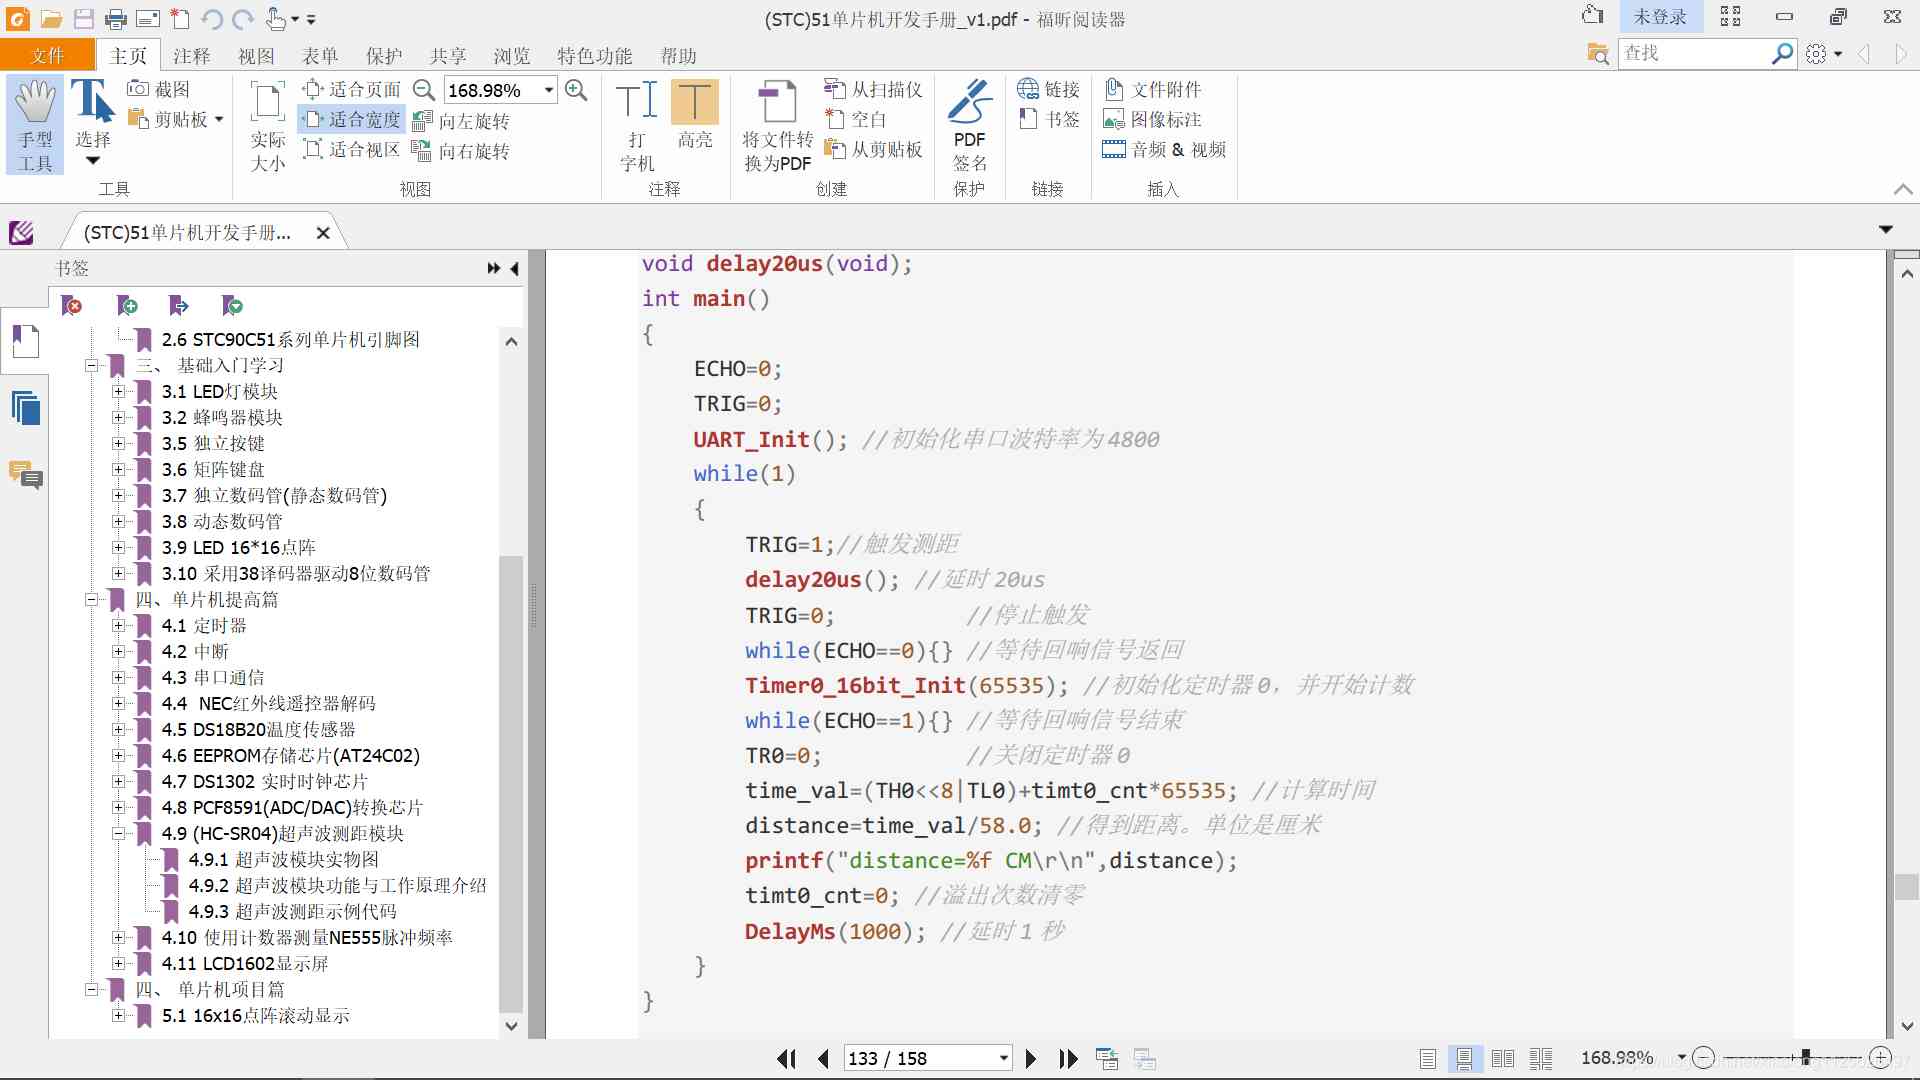 (STC)51单片机开发手册_v1.pdf - 福昕阅读器
未登录
文件 主页 注释 视图 表单 保护 共享 浏览 特色功能 帮助
查找
手型工具
选择
截图
剪贴板
工具
实际大小
适合页面
适合宽度
适合视区
168.98%
向左旋转
向右旋转
视图
打字机
高亮
注释
将文件转换为PDF
从扫描仪
空白
从剪贴板
创建
PDF签名
保护
链接
书签
链接
文件附件
图像标注
音频 & 视频
插入
(STC)51单片机开发手册...
书签
2.6 STC90C51系列单片机引脚图
三、 基础入门学习
3.1 LED灯模块
3.2 蜂鸣器模块
3.5 独立按键
3.6 矩阵键盘
3.7 独立数码管(静态数码管)
3.8 动态数码管
3.9 LED 16*16点阵
3.10 采用38译码器驱动8位数码管
四、单片机提高篇
4.1 定时器
4.2 中断
4.3 串口通信
4.4 NEC红外线遥控器解码
4.5 DS18B20温度传感器
4.6 EEPROM存储芯片(AT24C02)
4.7 DS1302 实时时钟芯片
4.8 PCF8591(ADC/DAC)转换芯片
4.9 (HC-SR04)超声波测距模块
4.9.1 超声波模块实物图
4.9.2 超声波模块功能与工作原理介绍
4.9.3 超声波测距示例代码
4.10 使用计数器测量NE555脉冲频率
4.11 LCD1602显示屏
四、 单片机项目篇
5.1 16x16点阵滚动显示
void delay20us(void);
int main()
{
ECHO=0;
TRIG=0;
UART_Init(); //初始化串口波特率为4800
while(1)
{
TRIG=1;//触发测距
delay20us(); //延时20us
TRIG=0; //停止触发
while(ECHO==0){} //等待回响信号返回
Timer0_16bit_Init(65535); //初始化定时器0，并开始计数
while(ECHO==1){} //等待回响信号结束
TR0=0; //关闭定时器0
time_val=(TH0<<8|TL0)+timt0_cnt*65535; //计算时间
distance=time_val/58.0; //得到距离。单位是厘米
printf("distance=%f CM\r\n",distance);
timt0_cnt=0; //溢出次数清零
DelayMs(1000); //延时1 秒
}
}
133 / 158
168.98%